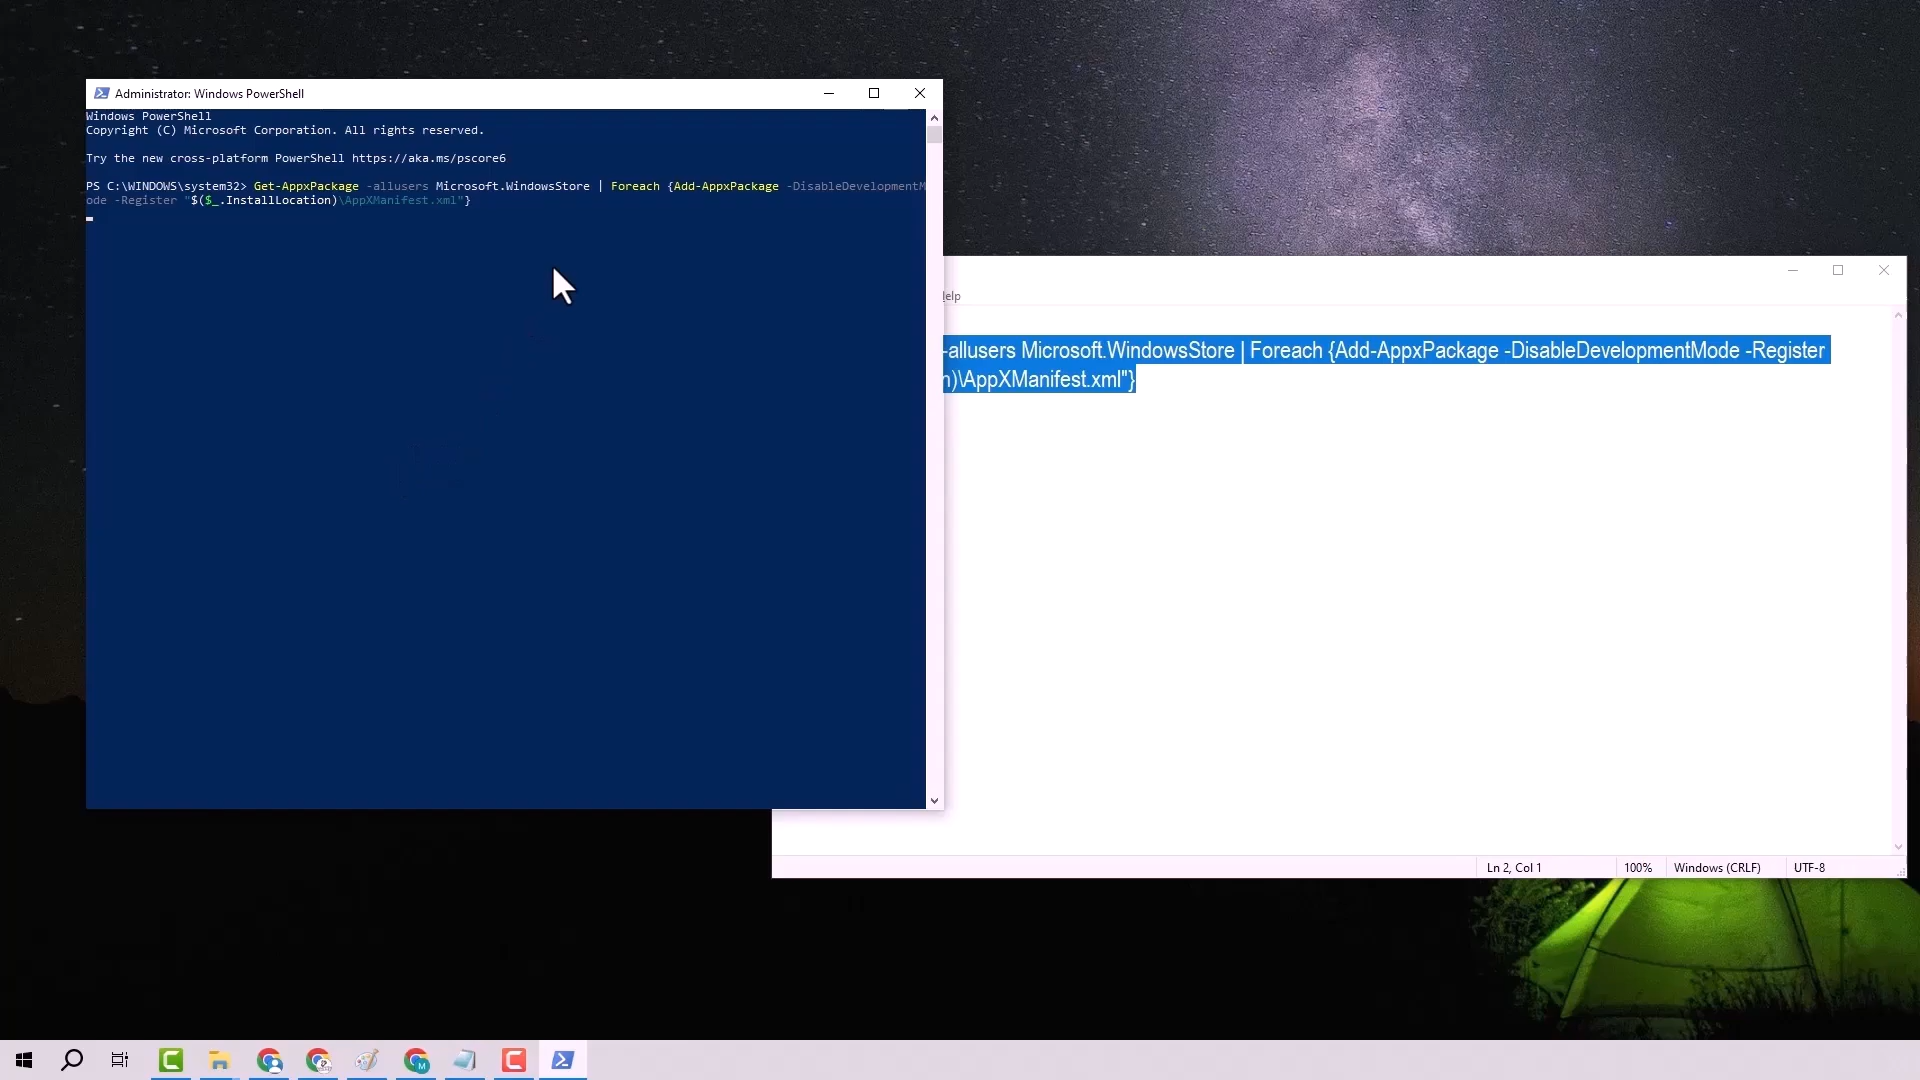 Administrator: Windows PowerShell
Windows PowerShell
Copyright (C) Microsoft Corporation. All rights reserved.
Try the new cross-platform PowerShell https://aka.ms/pscore6
PS C:\WINDOWS\system32> Get-AppxPackage -allusers Microsoft.WindowsStore | Foreach {Add-AppxPackage -DisableDevelopmentM
ode -Register "$($_.InstallLocation)\AppXManifest.xml"}
elp
-allusers Microsoft.WindowsStore | Foreach {Add-AppxPackage -DisableDevelopmentMode -Register
n)\AppXManifest.xml"}
Ln 2, Col 1
100%
Windows (CRLF)
UTF-8